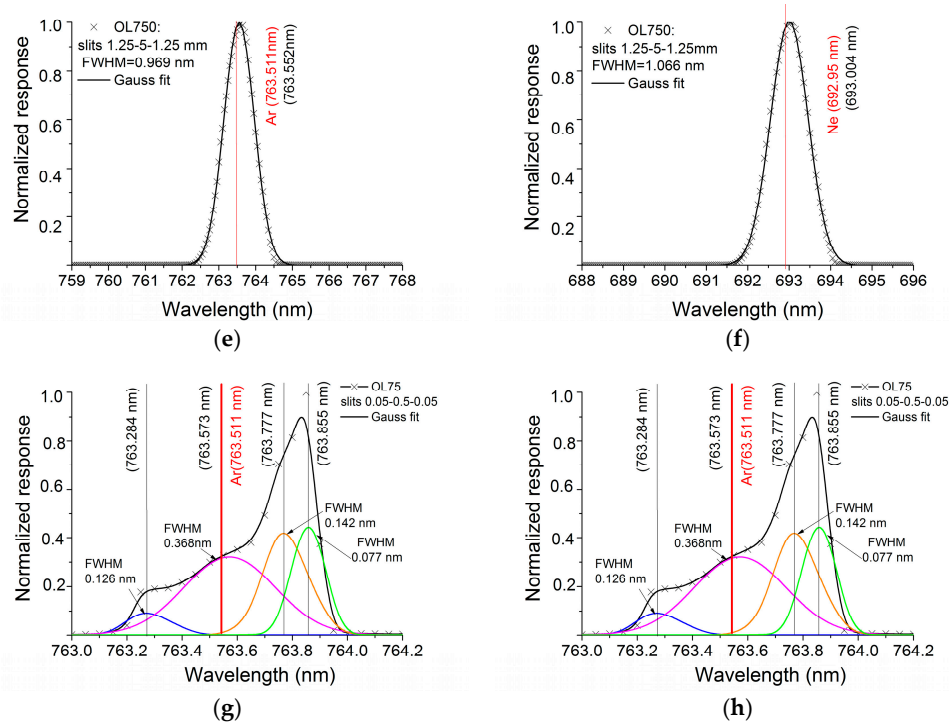 1.0
OL750:
slits 1.25-5-1.25 mm
FWHM=0.969 nm
Gauss fit
0.8
0.6
0.4
0.2
Normalized response
Ar (763.511nm)
(763.552nm)
759 760 761 762 763 764 765 766 767 768
Wavelength (nm)
(e)
1.0
OL750:
slits 1.25-5-1.25mm
FWHM=1.066 nm
Gauss fit
0.8
0.6
0.4
0.2
Normalized response
Ne (692.95 nm)
(693.004 nm)
688 689 690 691 692 693 694 695 696
Wavelength (nm)
(f)
1.0
0.8
0.6
0.4
0.2
0.0
Normalized response
(763.284 nm)
(763.573 nm)
Ar(763.511 nm)
(763.777 nm)
(763.855 nm)
OL75
slits 0.05-0.5-0.05
Gauss fit
FWHM
0.142 nm
FWHM
0.368nm
FWHM
0.077 nm
FWHM
0.126 nm
763.0 763.2 763.4 763.6 763.8 764.0 764.2
Wavelength (nm)
(g)
1.0
0.8
0.6
0.4
0.2
0.0
Normalized response
(763.284 nm)
(763.573 nm)
Ar(763.511 nm)
(763.777 nm)
(763.855 nm)
OL75
slits 0.05-0.5-0.05
Gauss fit
FWHM
0.142 nm
FWHM
0.368nm
FWHM
0.077 nm
FWHM
0.126 nm
763.0 763.2 763.4 763.6 763.8 764.0 764.2
Wavelength (nm)
(h)